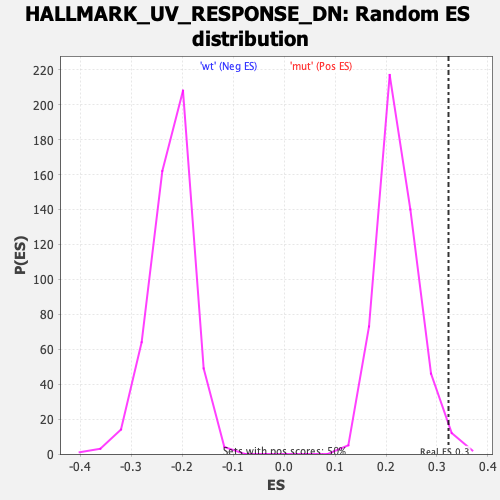 HALLMARK_UV_RESPONSE_DN: Random ES
distribution
'wt' (Neg ES) 'mut' (Pos ES)
220
200
180
160
140
120
100
80
60
40
20
0
P(ES)
Sets with pos scores: 50%
Real ES 0.3
-0.4 -0.3 -0.2 -0.1 0.0 0.1 0.2 0.3 0.4
ES